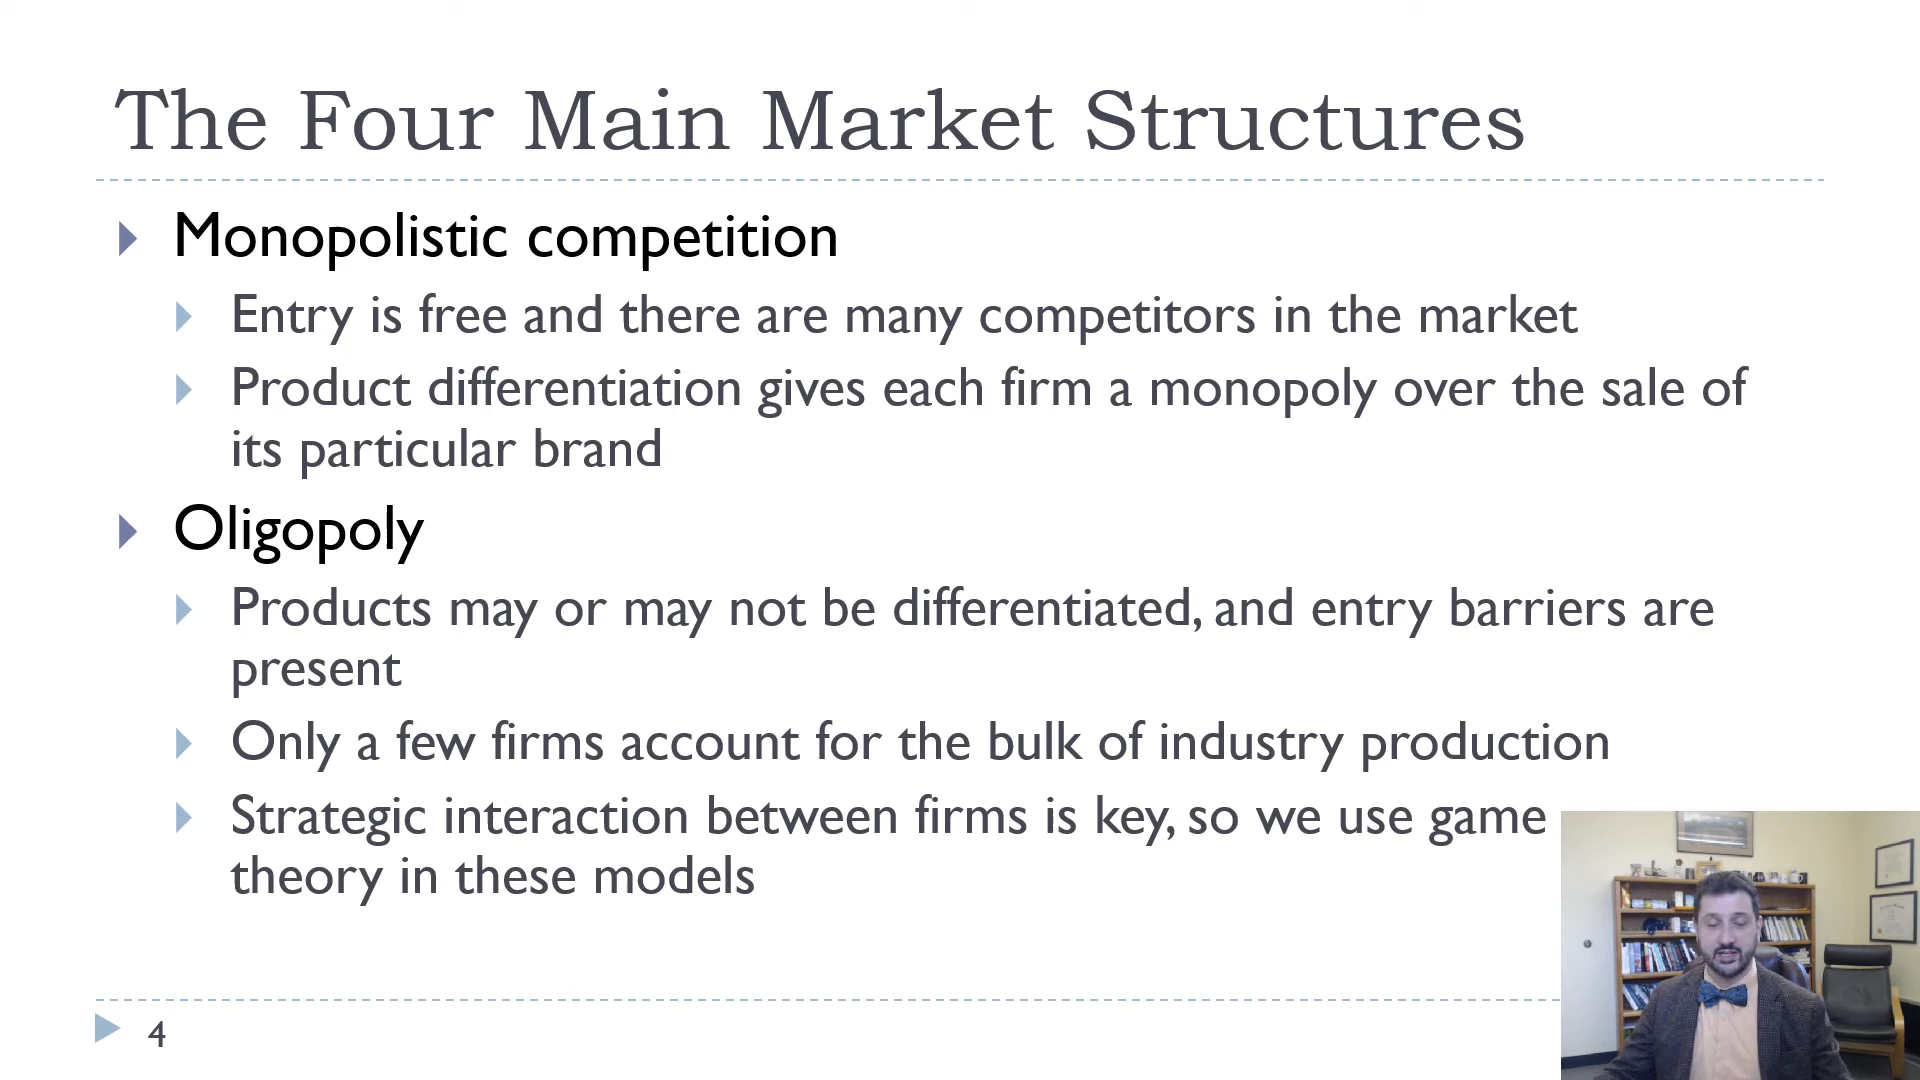 The Four Main Market Structures
Monopolistic competition
Entry is free and there are many competitors in the market
Product differentiation gives each firm a monopoly over the sale of
its particular brand
Oligopoly
Products may or may not be differentiated, and entry barriers are
present
Only a few firms account for the bulk of industry production
Strategic interaction between firms is key, so we use game
theory in these models
4